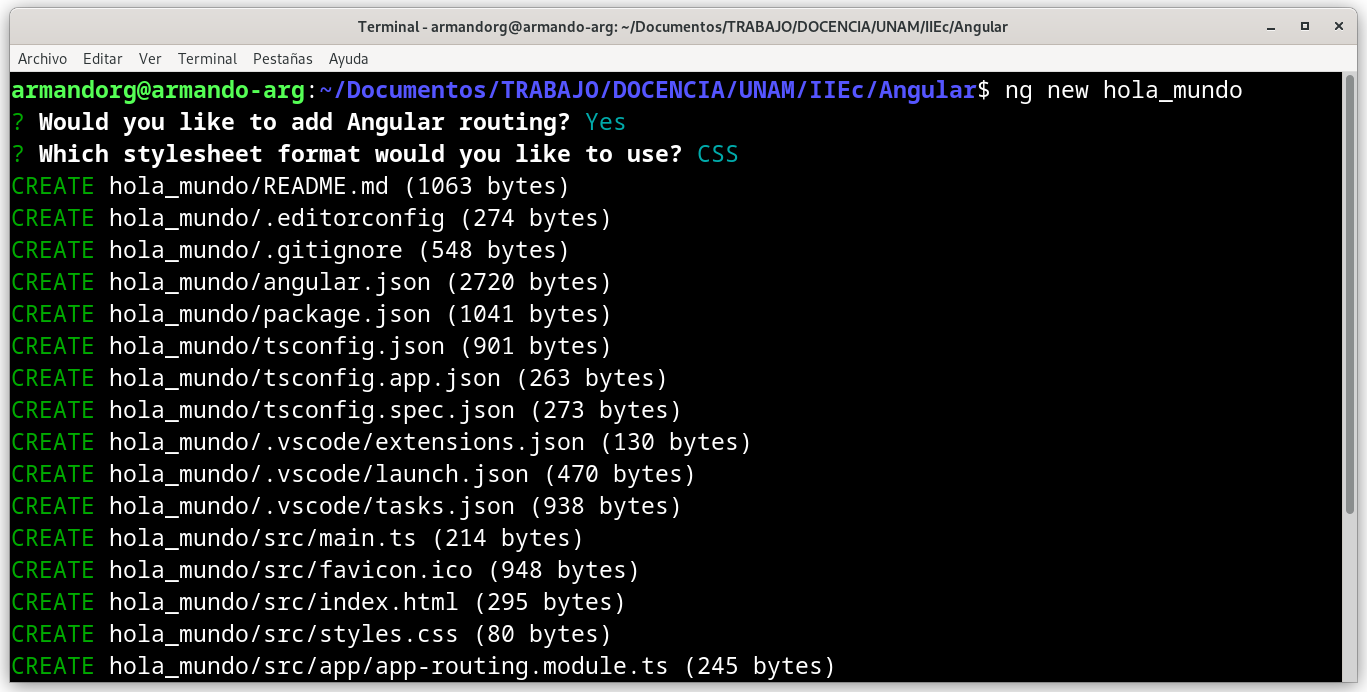 Terminal - armandorg@armando-arg: ~/Documentos/TRABAJO/DOCENCIA/UNAM/IIEc/Angular
Archivo Editar Ver Terminal Pestañas Ayuda
armandorg@armando-arg:~/Documentos/TRABAJO/DOCENCIA/UNAM/IIEc/Angular$ ng new hola_mundo
? Would you like to add Angular routing? Yes
? Which stylesheet format would you like to use? CSS
CREATE hola_mundo/README.md (1063 bytes)
CREATE hola_mundo/.editorconfig (274 bytes)
CREATE hola_mundo/.gitignore (548 bytes)
CREATE hola_mundo/angular.json (2720 bytes)
CREATE hola_mundo/package.json (1041 bytes)
CREATE hola_mundo/tsconfig.json (901 bytes)
CREATE hola_mundo/tsconfig.app.json (263 bytes)
CREATE hola_mundo/tsconfig.spec.json (273 bytes)
CREATE hola_mundo/.vscode/extensions.json (130 bytes)
CREATE hola_mundo/.vscode/launch.json (470 bytes)
CREATE hola_mundo/.vscode/tasks.json (938 bytes)
CREATE hola_mundo/src/main.ts (214 bytes)
CREATE hola_mundo/src/favicon.ico (948 bytes)
CREATE hola_mundo/src/index.html (295 bytes)
CREATE hola_mundo/src/styles.css (80 bytes)
CREATE hola_mundo/src/app/app-routing.module.ts (245 bytes)